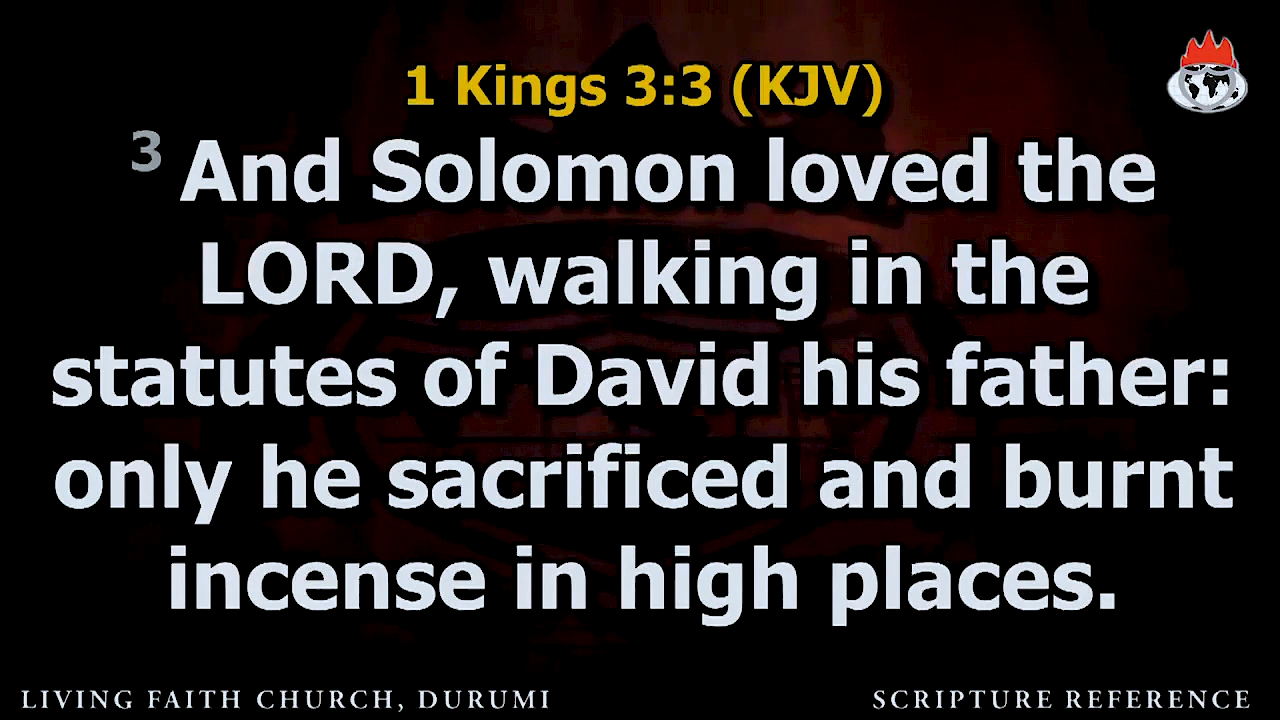 1 Kings 3:3 (KJV)
3 And Solomon loved the
LORD, walking in the
statutes of David his father:
only he sacrificed and burnt
incense in high places.
LIVING FAITH CHURCH, DURUMI
SCRIPTURE REFERENCE